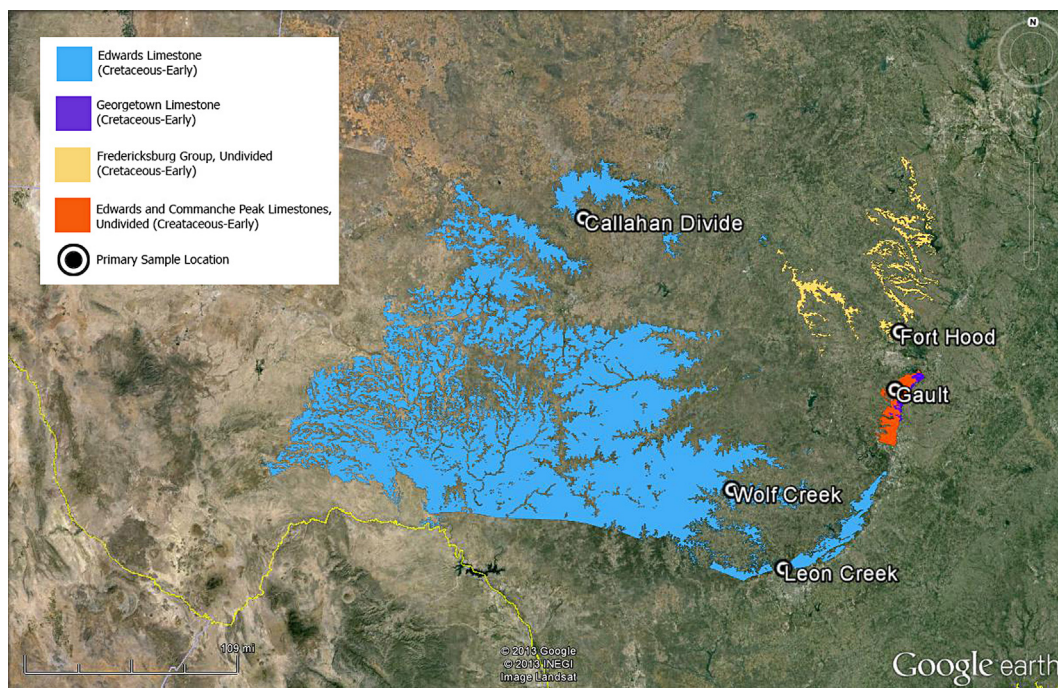 Edwards Limestone
(Cretaceous-Early)
Georgetown Limestone
(Cretaceous-Early)
Fredericksburg Group, Undivided
(Cretaceous-Early)
Edwards and Commanche Peak Limestones,
Undivided (Creataceous-Early)
Primary Sample Location
N
Callahan Divide
Fort Hood
Gault
Wolf Creek
Leon Creek
109 mi
© 2013 Google
© 2013 INEGI
Image Landsat
Google earth